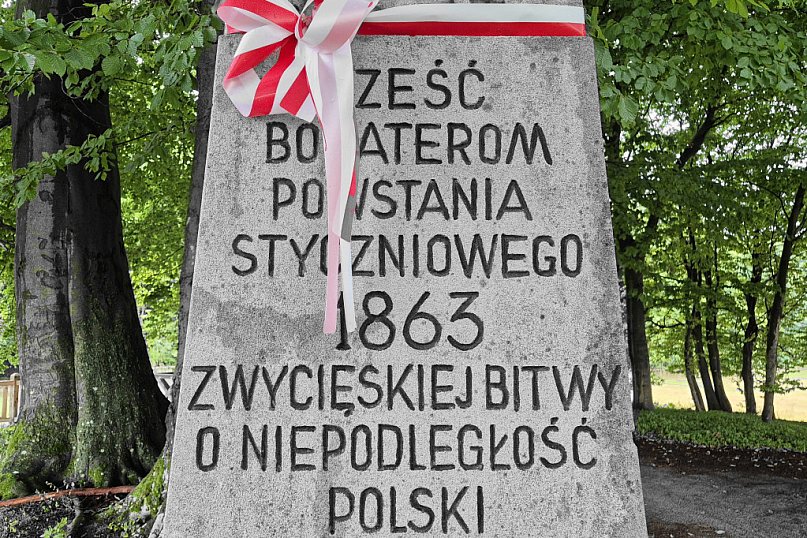 CZEŚĆ
BOHATEROM
POWSTANIA
STYCZNIOWEGO
1863
ZWYCIĘSKIEJ BITWY
O NIEPODLEGŁOŚĆ
POLSKI